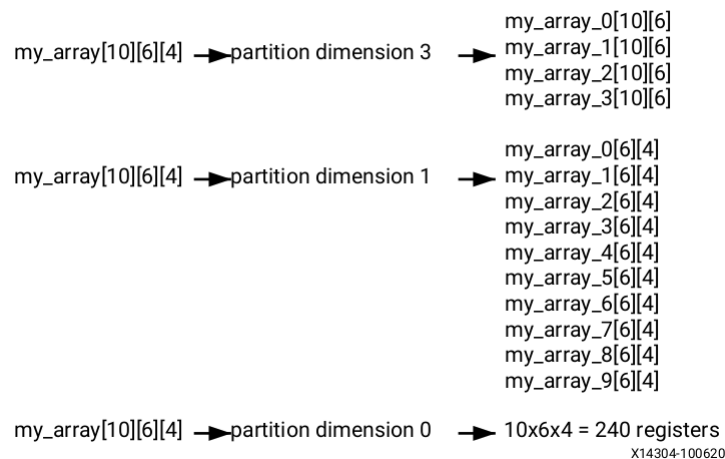 my_array[10][6][4] partition dimension 3
my_array_0[10][6]
my_array_1[10][6]
my_array_2[10][6]
my_array_3[10][6]
my_array[10][6][4] partition dimension 1
my_array_0[6][4]
my_array_1[6][4]
my_array_2[6][4]
my_array_3[6][4]
my_array_4[6][4]
my_array_5[6][4]
my_array_6[6][4]
my_array_7[6][4]
my_array_8[6][4]
my_array_9[6][4]
my_array[10][6][4] partition dimension 0 10x6x4 = 240 registers
X14304-100620